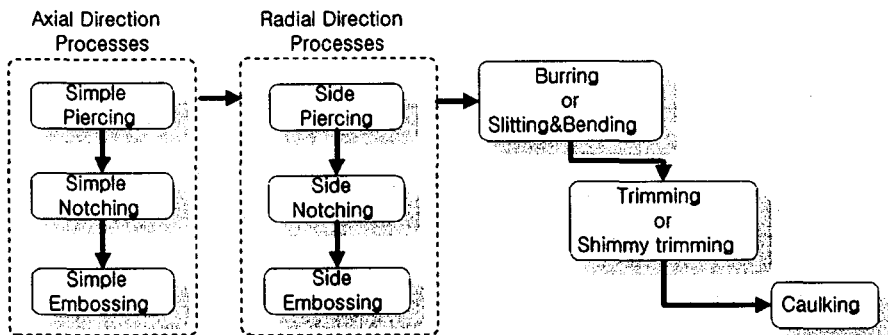 Axial Direction
Processes
Simple
Piercing
Simple
Notching
Simple
Embossing
Radial Direction
Processes
Side
Piercing
Side
Notching
Side
Embossing
Burring
or
Slitting&Bending
Trimming
or
Shimmy trimming
Caulking